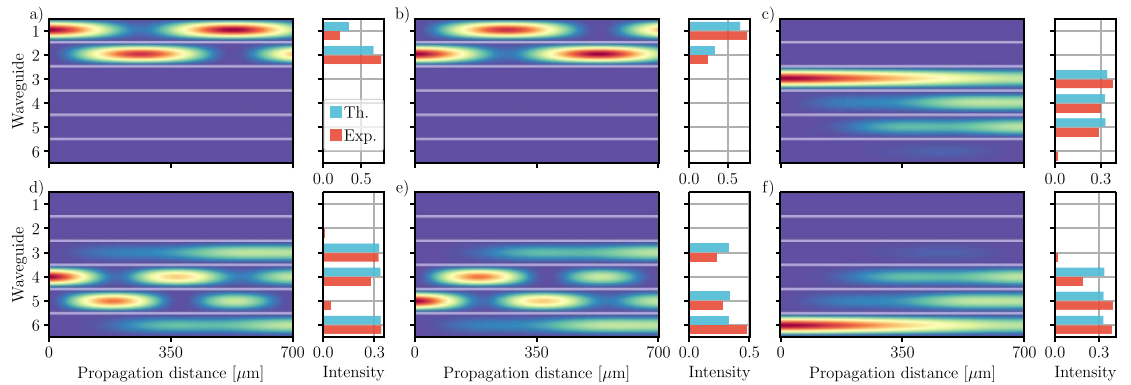 a)
b)
c)
Waveguide
1
2
3
4
5
6
Th.
Exp.
0.0 0.5
0.0 0.5
0.0 0.3
d)
e)
f)
Waveguide
1
2
3
4
5
6
0 350 700
0.0 0.3
0 350 700
0.0 0.5
0 350 700
0.0 0.3
Propagation distance [μm]
Intensity
Propagation distance [μm]
Intensity
Propagation distance [μm]
Intensity